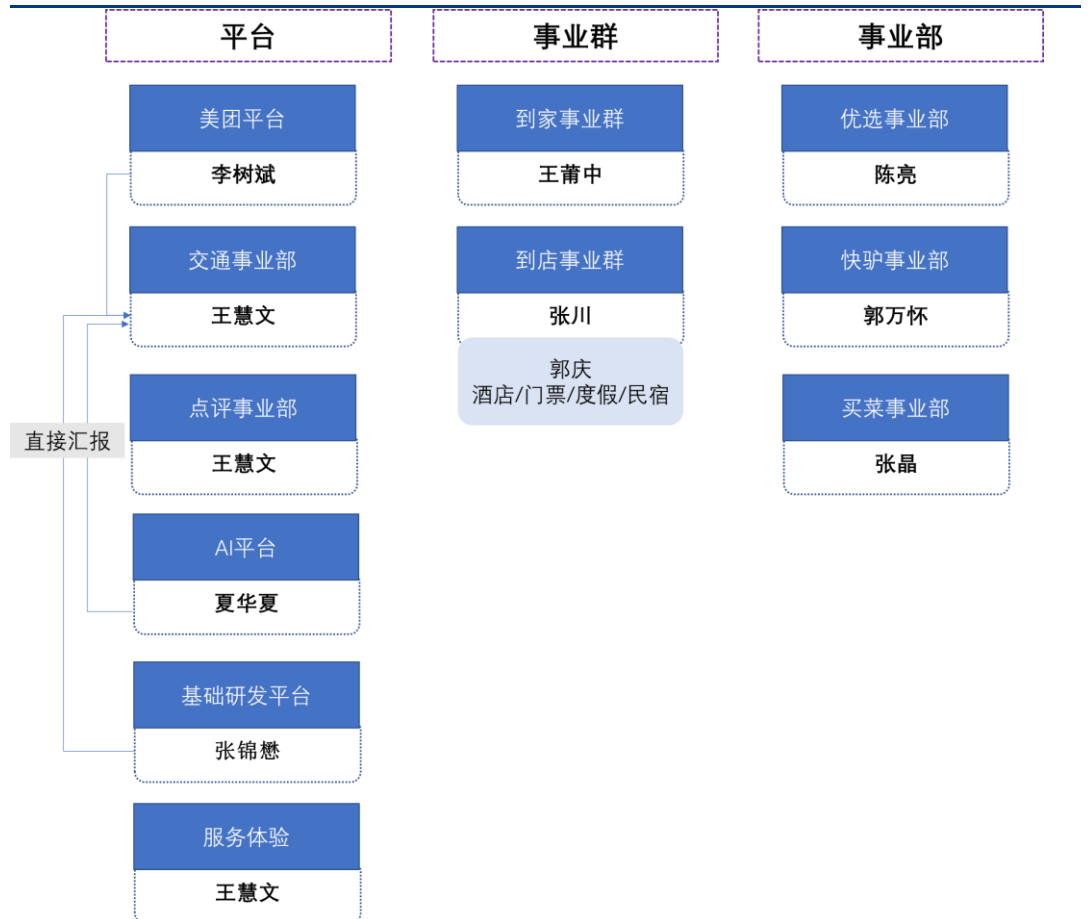 平台
事业群
事业部
美团平台
李树斌
到家事业群
王莆中
优选事业部
陈亮
交通事业部
王慧文
到店事业群
张川
郭庆
酒店/门票/度假/民宿
快驴事业部
郭万怀
点评事业部
王慧文
买菜事业部
张晶
直接汇报
AI平台
夏华夏
基础研发平台
张锦懋
服务体验
王慧文